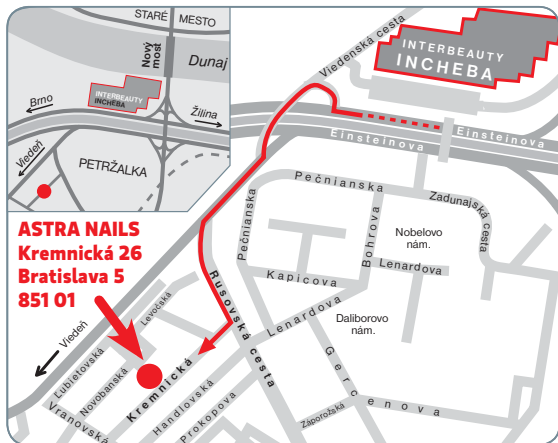 STARÉ MESTO
Nový
most
Dunaj
INTERBEAUTY
INCHEBA
Brno
Žilina
Viedeň
PETRŽALKA
ASTRA NAILS
Kremnická 26
Bratislava 5
851 01
Viedenská cesta
INTERBEAUTY
INCHEBA
Einsteinova
Einsteinova
Pečnianska
Zadunajská cesta
Pečnianska
Bohrova
Nobelovo
nám.
Lenardova
Kapicova
Rusovská cesta
Lenardova
Daliborovo
nám.
Levočská
Viedeň
Lubietovská
Novobanská
Kremnická
Vranovská
Handlovská
Prokopova
Gercenova
Záporožská